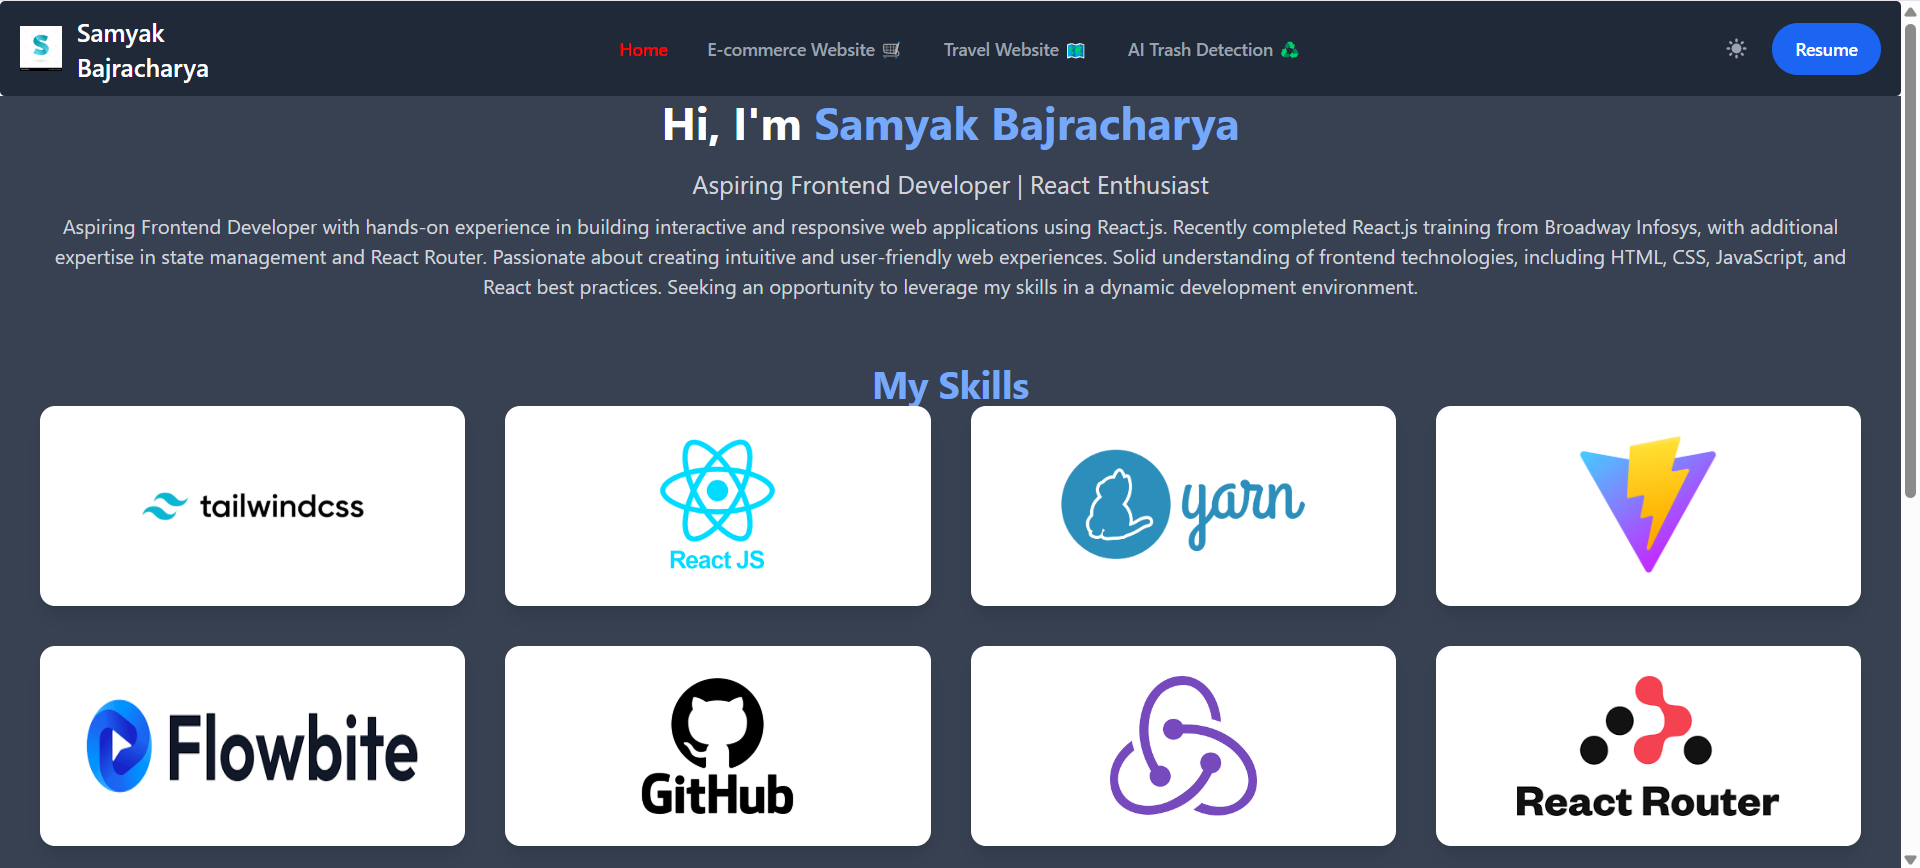 Samyak
Bajracharya
Home
E-commerce Website
Travel Website
AI Trash Detection
Resume
Hi, I'm Samyak Bajracharya
Aspiring Frontend Developer | React Enthusiast
Aspiring Frontend Developer with hands-on experience in building interactive and responsive web applications using React.js. Recently completed React.js training from Broadway Infosys, with additional
expertise in state management and React Router. Passionate about creating intuitive and user-friendly web experiences. Solid understanding of frontend technologies, including HTML, CSS, JavaScript, and
React best practices. Seeking an opportunity to leverage my skills in a dynamic development environment.
My Skills
tailwindcss
React JS
yarn
Flowbite
GitHub
React Router